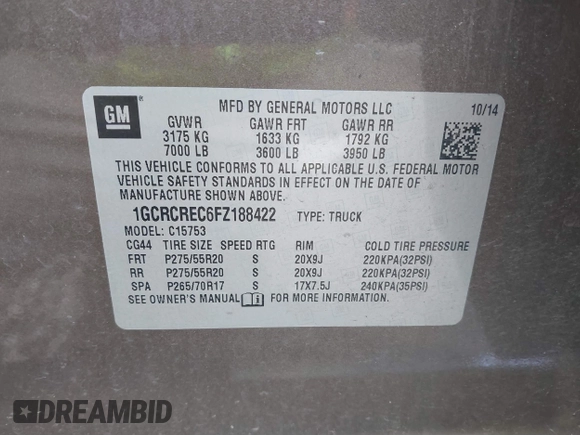 GM ®
MFD BY GENERAL MOTORS LLC 10/14
GVWR GAWR FRT GAWR RR
3175 KG 1633 KG 1792 KG
7000 LB 3600 LB 3950 LB
THIS VEHICLE CONFORMS TO ALL APPLICABLE U.S. FEDERAL MOTOR
VEHICLE SAFETY STANDARDS IN EFFECT ON THE DATE OF
MANUFACTURE SHOWN ABOVE.
1GCRCREC6FZ188422 TYPE: TRUCK
MODEL: C15753
CG44 TIRE SIZE SPEED RTG RIM COLD TIRE PRESSURE
FRT P275/55R20 S 20X9J 220KPA(32PSI)
RR P275/55R20 S 20X9J 220KPA(32PSI)
SPA P265/70R17 S 17X7.5J 240KPA(35PSI)
SEE OWNER'S MANUAL i FOR MORE INFORMATION.
DREAMBID